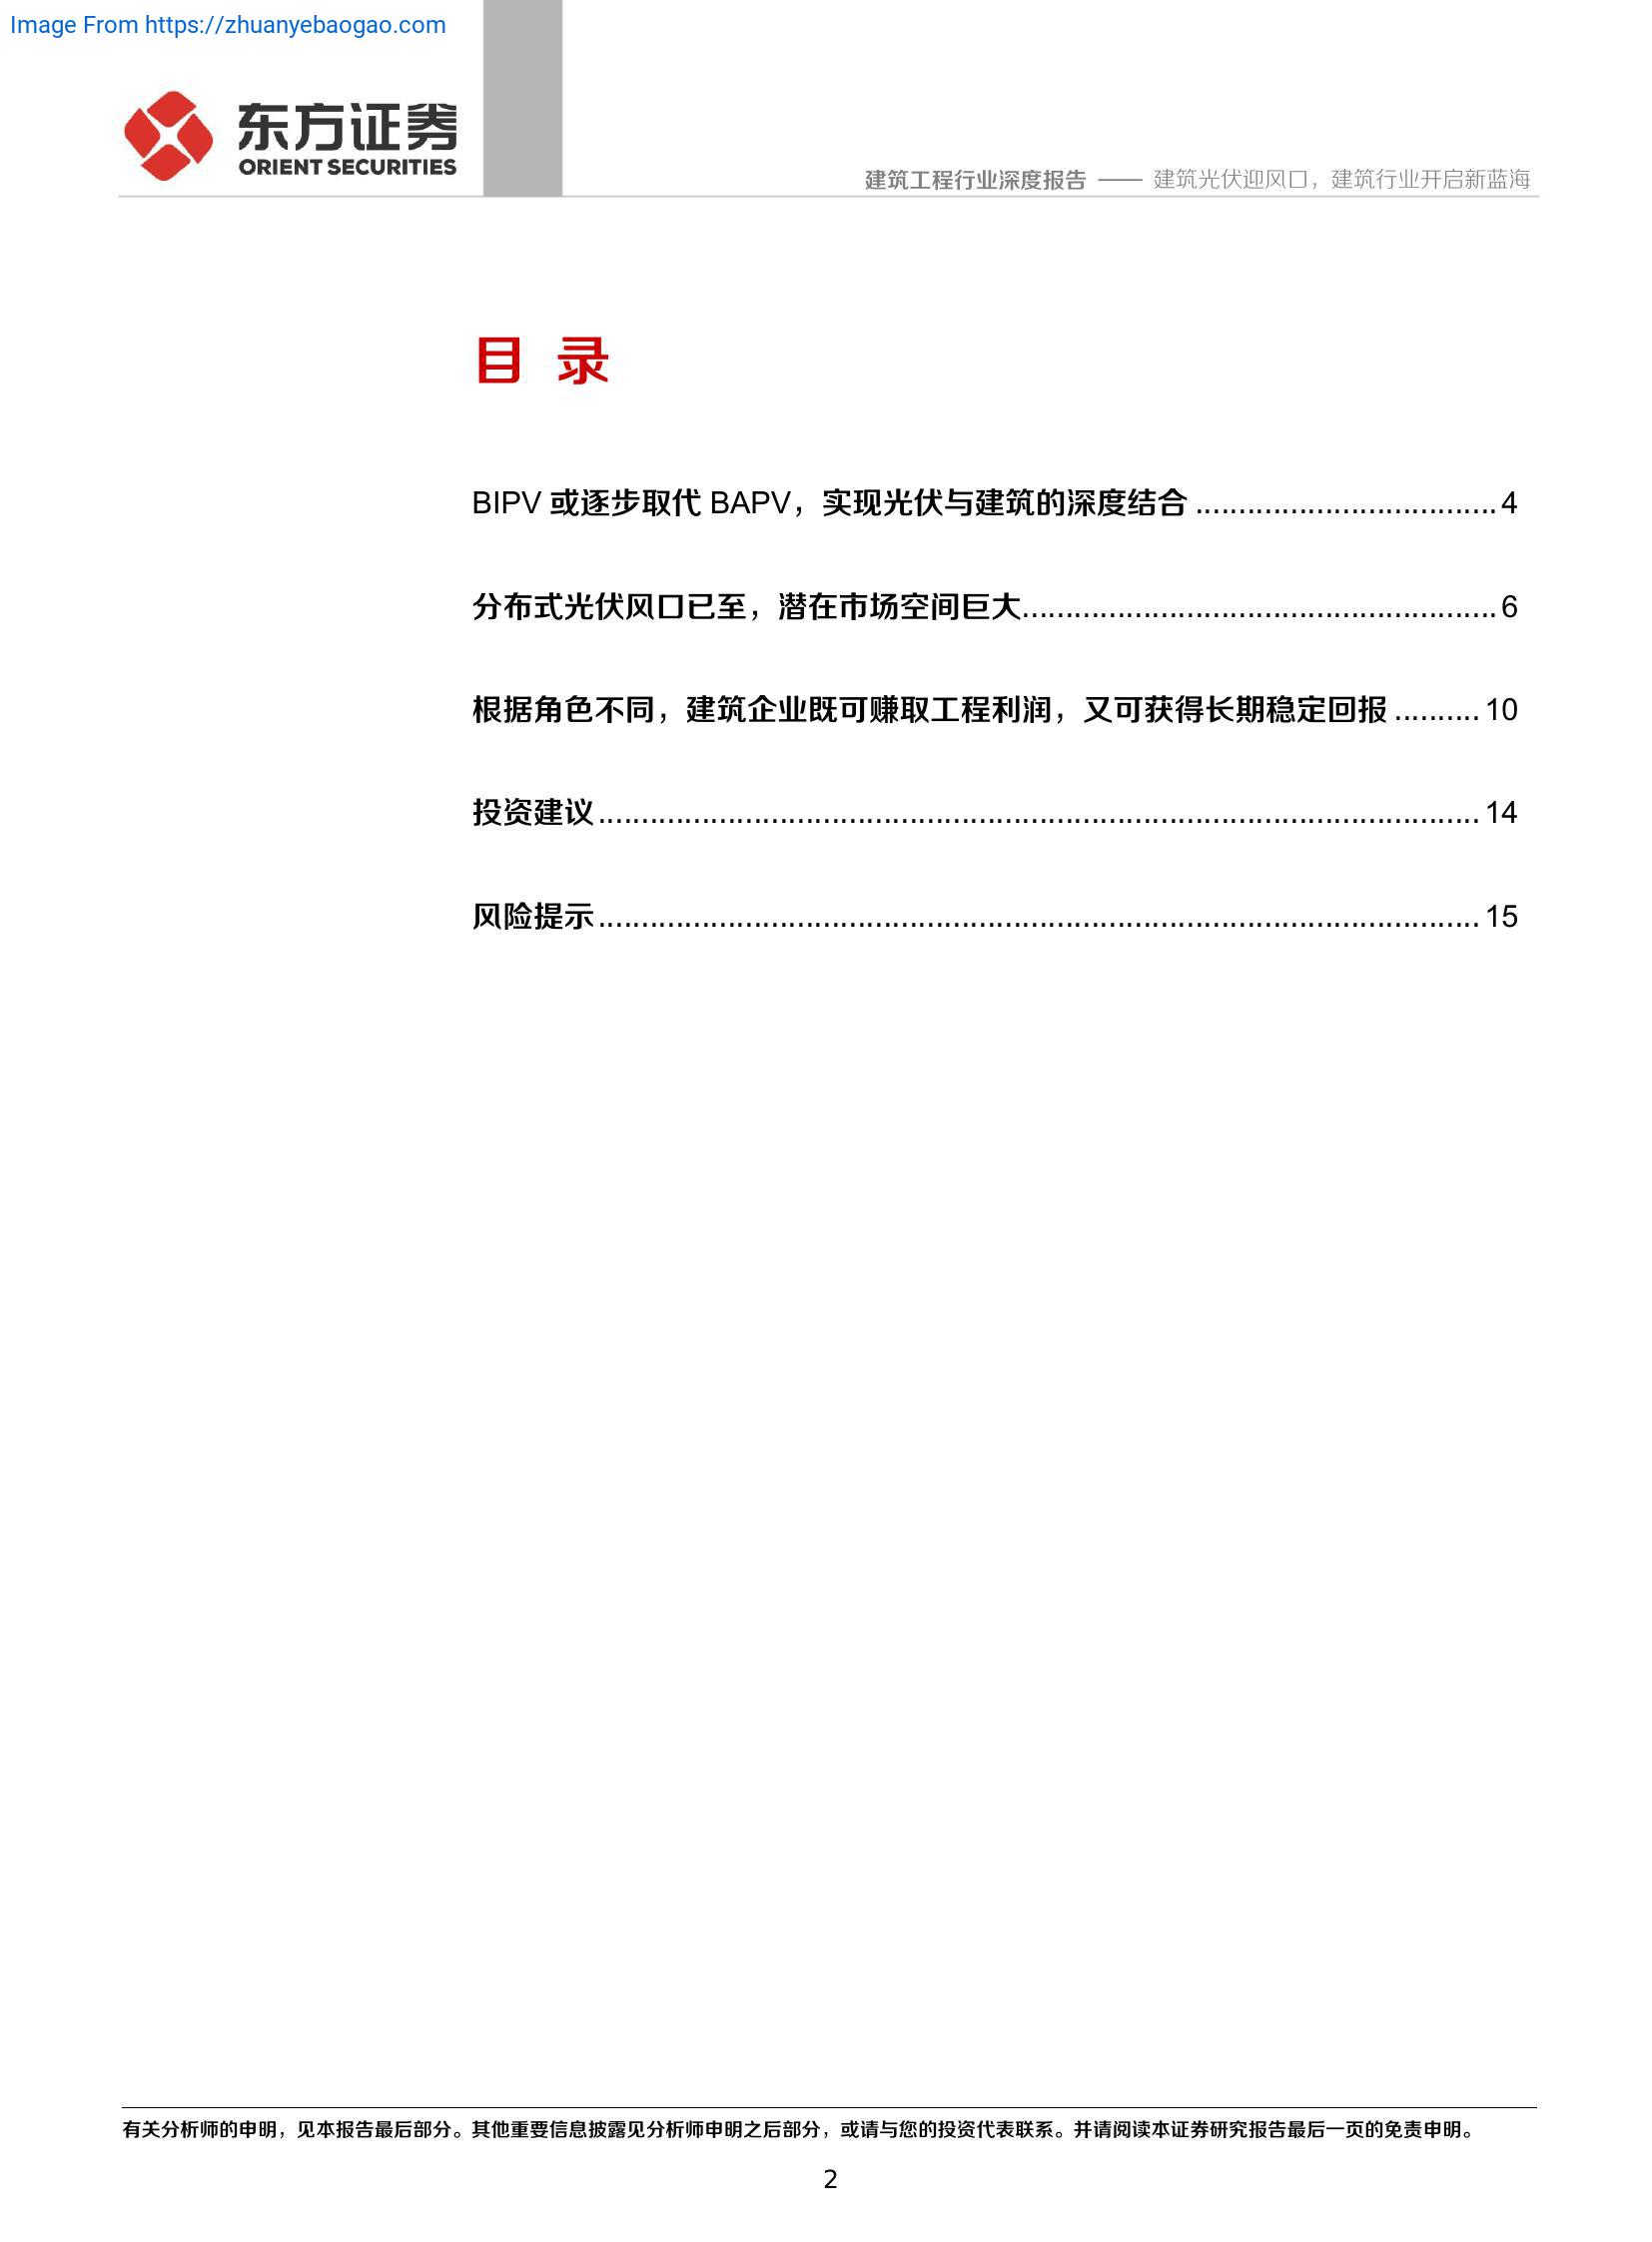 Image From https://zhuanyebaogao.com
东方证券
ORIENT SECURITIES
建筑工程行业深度报告 —— 建筑光伏迎风口，建筑行业开启新蓝海
目 录
BIPV 或逐步取代 BAPV，实现光伏与建筑的深度结合 ................................... 4
分布式光伏风口已至，潜在市场空间巨大....................................................... 6
根据角色不同，建筑企业既可赚取工程利润，又可获得长期稳定回报 .......... 10
投资建议...................................................................................................... 14
风险提示...................................................................................................... 15
有关分析师的申明，见本报告最后部分。其他重要信息披露见分析师申明之后部分，或请与您的投资代表联系。并请阅读本证券研究报告最后一页的免责申明。
2